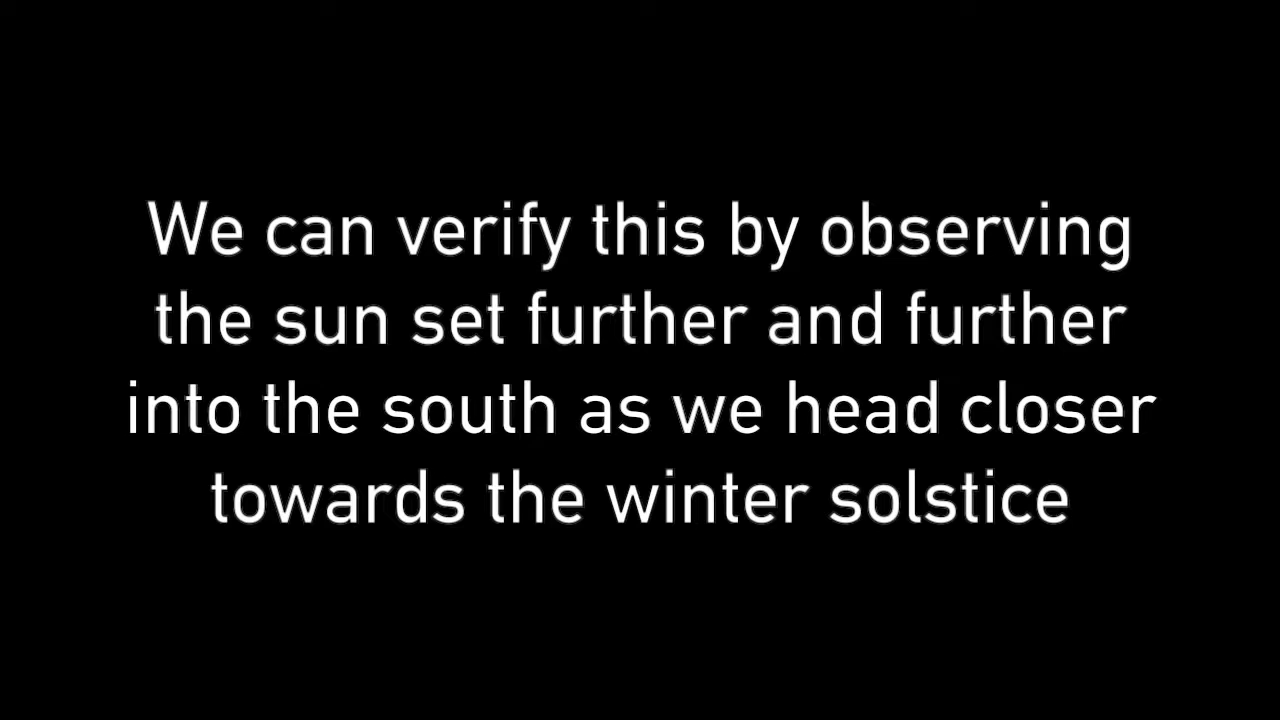 We can verify this by observing
the sun set further and further
into the south as we head closer
towards the winter solstice